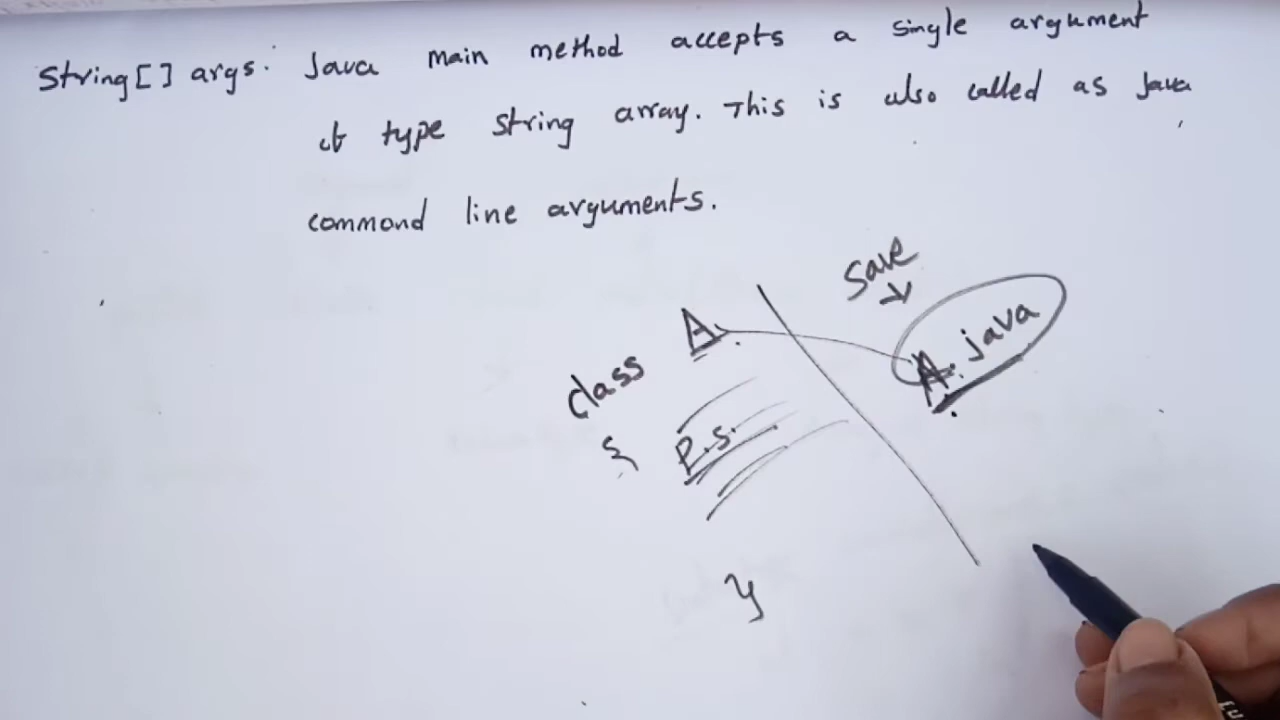 String[] args: Java main method accepts a single argument
of type string array. This is also called as Java
command line arguments.
Save
A.
A.java
class
{ P.s.
}